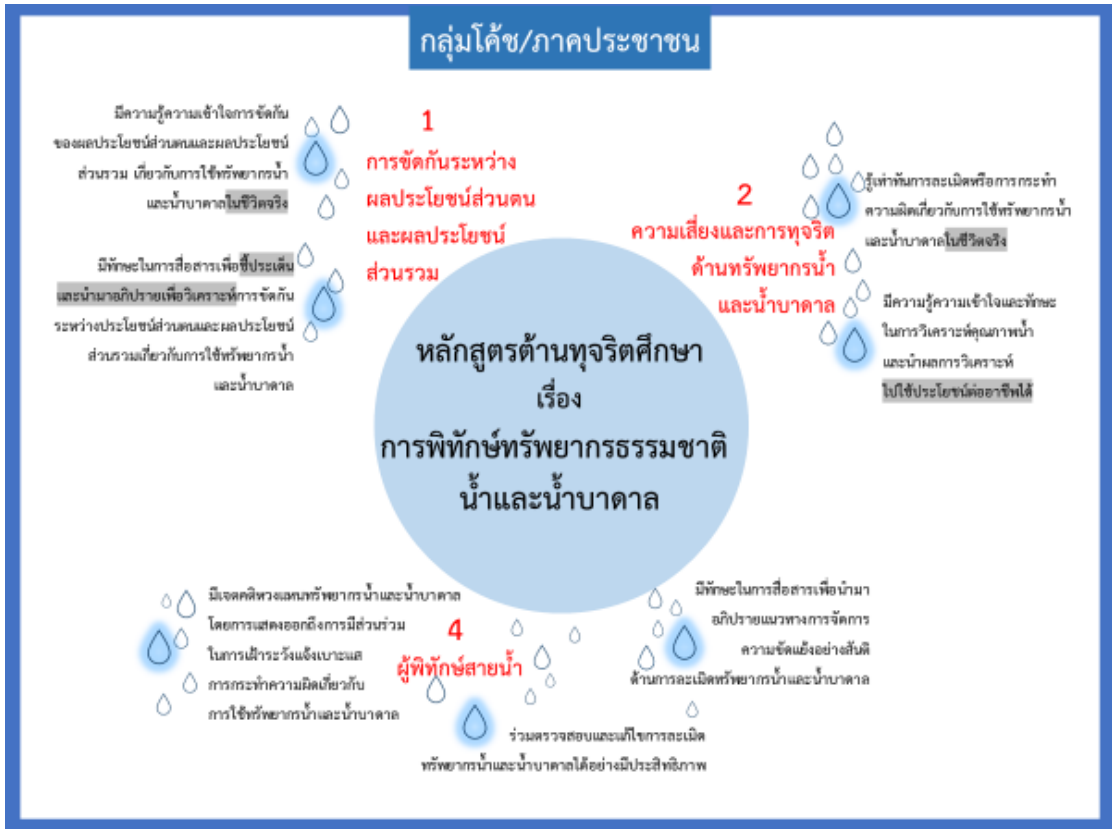 กลุ่มโค้ช/ภาคประชาชน
มีความรู้ความเข้าใจการขัดกัน
ของผลประโยชน์ส่วนตนและผลประโยชน์
ส่วนรวม เกี่ยวกับการใช้ทรัพยากรน้ำ
และน้ำบาดาลในชีวิตจริง
มีทักษะในการสื่อสารเพื่อชี้ประเด็น
และนำมาอภิปรายเพื่อวิเคราะห์การขัดกัน
ระหว่างประโยชน์ส่วนตนและผลประโยชน์
ส่วนรวมเกี่ยวกับการใช้ทรัพยากรน้ำ
และน้ำบาดาล
1
การขัดกันระหว่าง
ผลประโยชน์ส่วนตน
และผลประโยชน์
ส่วนรวม
2
ความเสี่ยงและการทุจริต
ด้านทรัพยากรน้ำ
และน้ำบาดาล
รู้เท่าทันการละเมิดหรือการกระทำ
ความผิดเกี่ยวกับการใช้ทรัพยากรน้ำ
และน้ำบาดาลในชีวิตจริง
มีความรู้ความเข้าใจและทักษะ
ในการวิเคราะห์คุณภาพน้ำ
และนำผลการวิเคราะห์
ไปใช้ประโยชน์ต่ออาชีพได้
หลักสูตรต้านทุจริตศึกษา
เรื่อง
การพิทักษ์ทรัพยากรธรรมชาติ
น้ำและน้ำบาดาล
มีเจตคติหวงแหนทรัพยากรน้ำและน้ำบาดาล
โดยการแสดงออกถึงการมีส่วนร่วม
ในการเฝ้าระวังแจ้งเบาะแส
การกระทำความผิดเกี่ยวกับ
การใช้ทรัพยากรน้ำและน้ำบาดาล
4
ผู้พิทักษ์สายน้ำ
มีทักษะในการสื่อสารเพื่อนำมา
อภิปรายแนวทางการจัดการ
ความขัดแย้งอย่างสันติ
ด้านการละเมิดทรัพยากรน้ำและน้ำบาดาล
ร่วมตรวจสอบและแก้ไขการละเมิด
ทรัพยากรน้ำและน้ำบาดาลได้อย่างมีประสิทธิภาพ